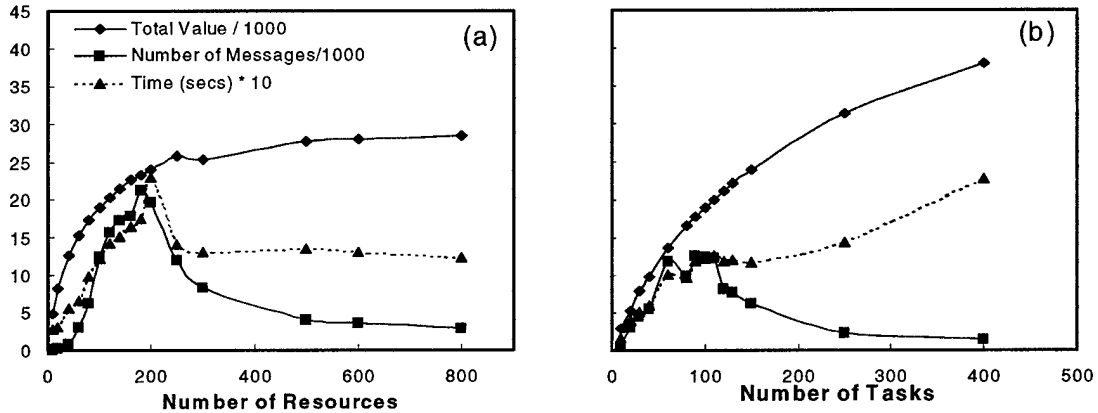 45
40
35
30
25
20
15
10
5
0
Total Value / 1000
Number of Messages/1000
Time (secs) * 10
(a)
0 200 400 600 800
Number of Resources
(b)
0 100 200 300 400 500
Number of Tasks